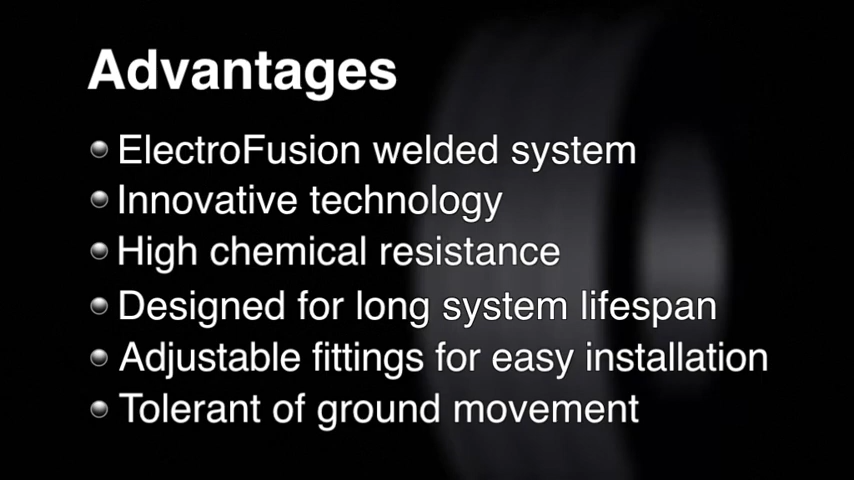 Advantages
ElectroFusion welded system
Innovative technology
High chemical resistance
Designed for long system lifespan
Adjustable fittings for easy installation
Tolerant of ground movement